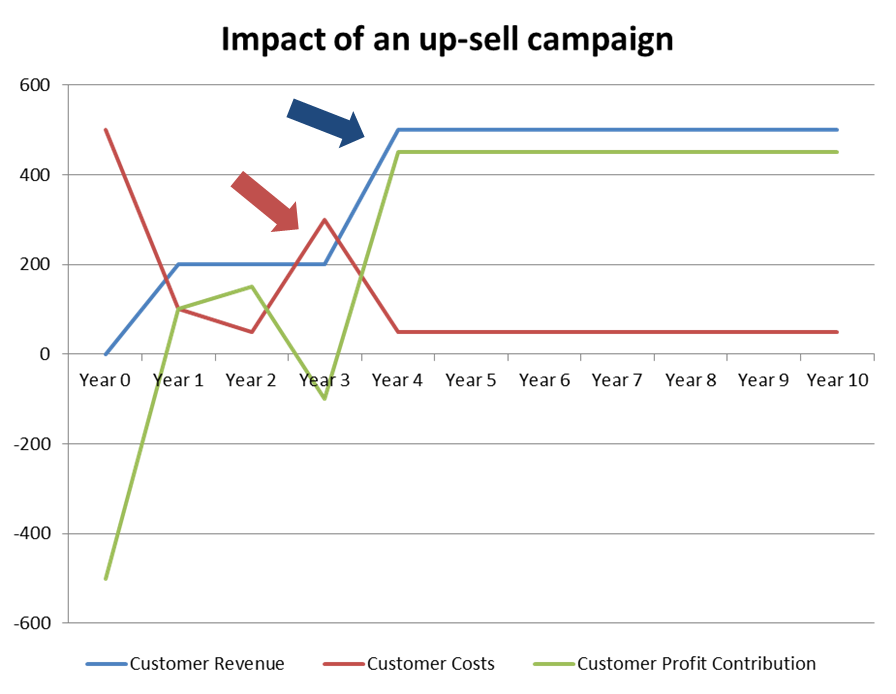 Impact of an up-sell campaign
600
400
200
0
-200
-400
-600
Year 0 Year 1 Year 2 Year 3 Year 4 Year 5 Year 6 Year 7 Year 8 Year 9 Year 10
Customer Revenue Customer Costs Customer Profit Contribution